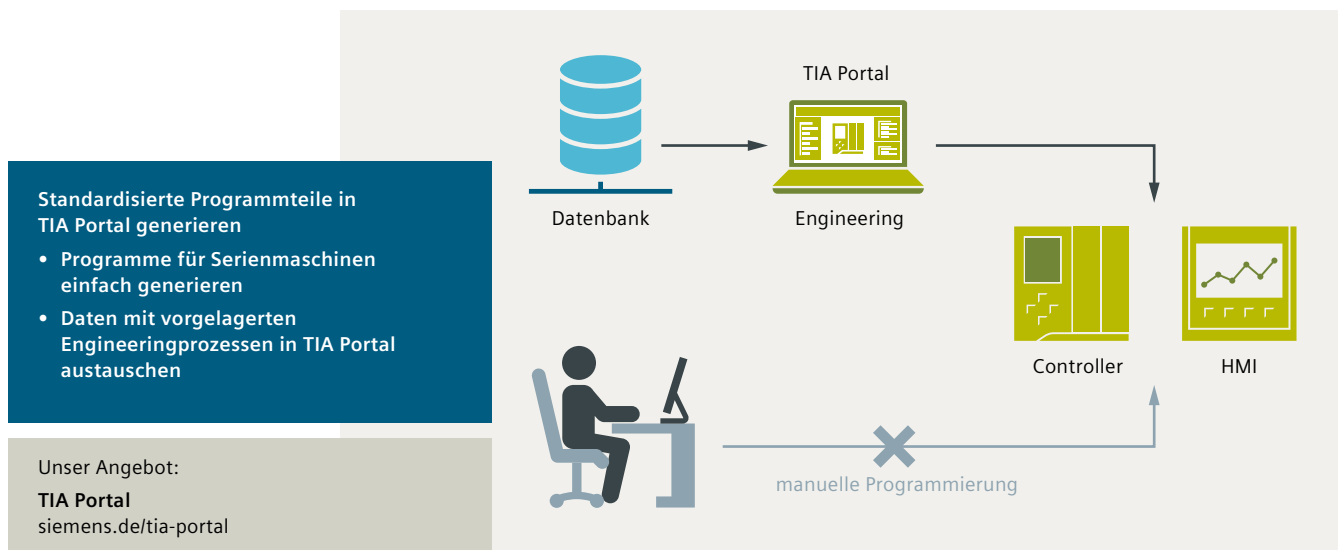 Standardisierte Programmteile in
TIA Portal generieren
• Programme für Serienmaschinen
einfach generieren
• Daten mit vorgelagerten
Engineeringprozessen in TIA Portal
austauschen
Unser Angebot:
TIA Portal
siemens.de/tia-portal
TIA Portal
Datenbank
Engineering
Controller
HMI
manuelle Programmierung